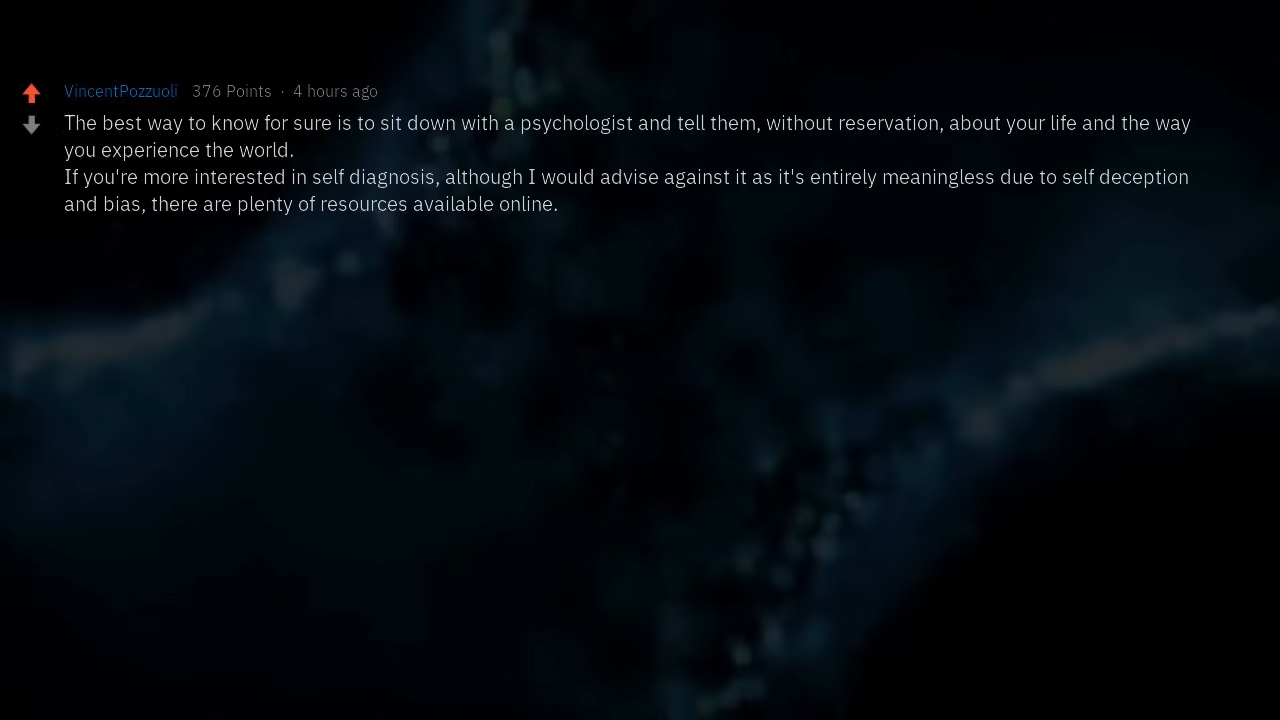 VincentPozzuoli 376 Points · 4 hours ago
The best way to know for sure is to sit down with a psychologist and tell them, without reservation, about your life and the way
you experience the world.
If you're more interested in self diagnosis, although I would advise against it as it's entirely meaningless due to self deception
and bias, there are plenty of resources available online.